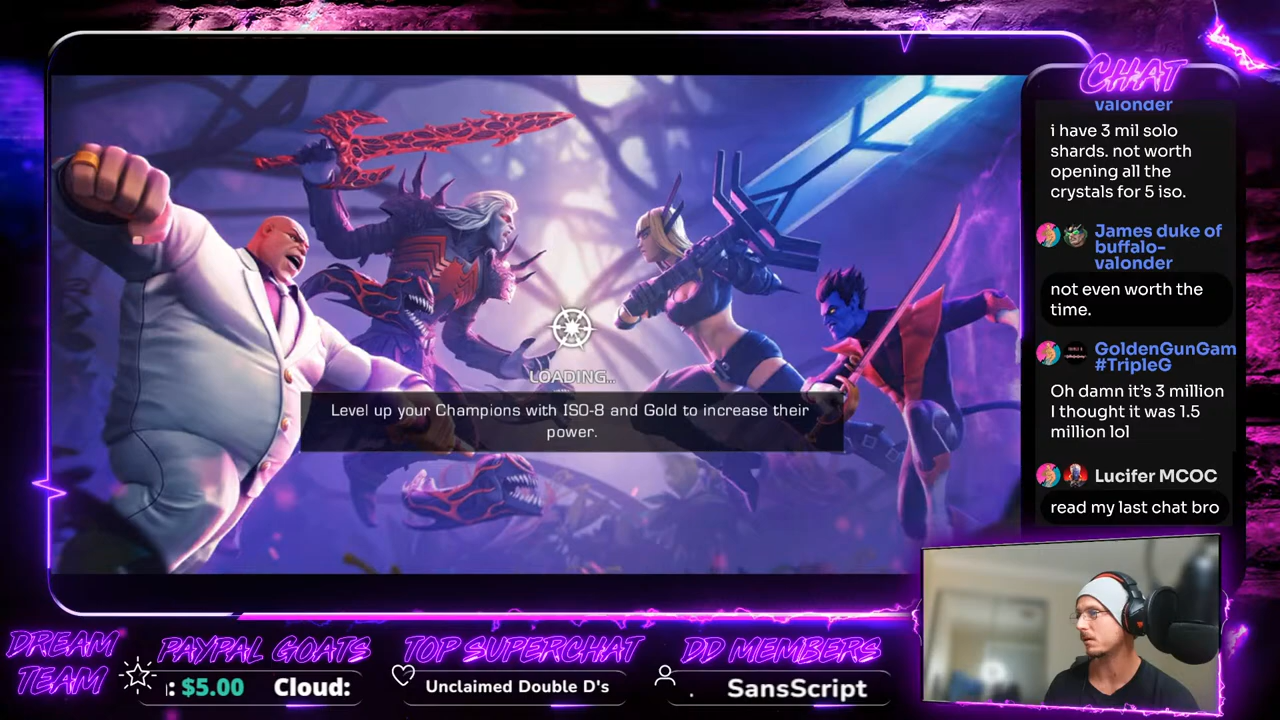 CHAT
valonder
i have 3 mil solo
shards. not worth
opening all the
crystals for 5 iso.
James duke of
buffalo-
valonder
not even worth the
time.
GoldenGunGam
#TripleG
Oh damn it's 3 million
I thought it was 1.5
million lol
Lucifer MCOC
read my last chat bro
LOADING...
Level up your Champions with ISO-8 and Gold to increase their
power.
DREAM
TEAM
PAYPAL GOATS
: $5.00 Cloud:
TOP SUPERCHAT
Unclaimed Double D's
DD MEMBERS
. SansScript